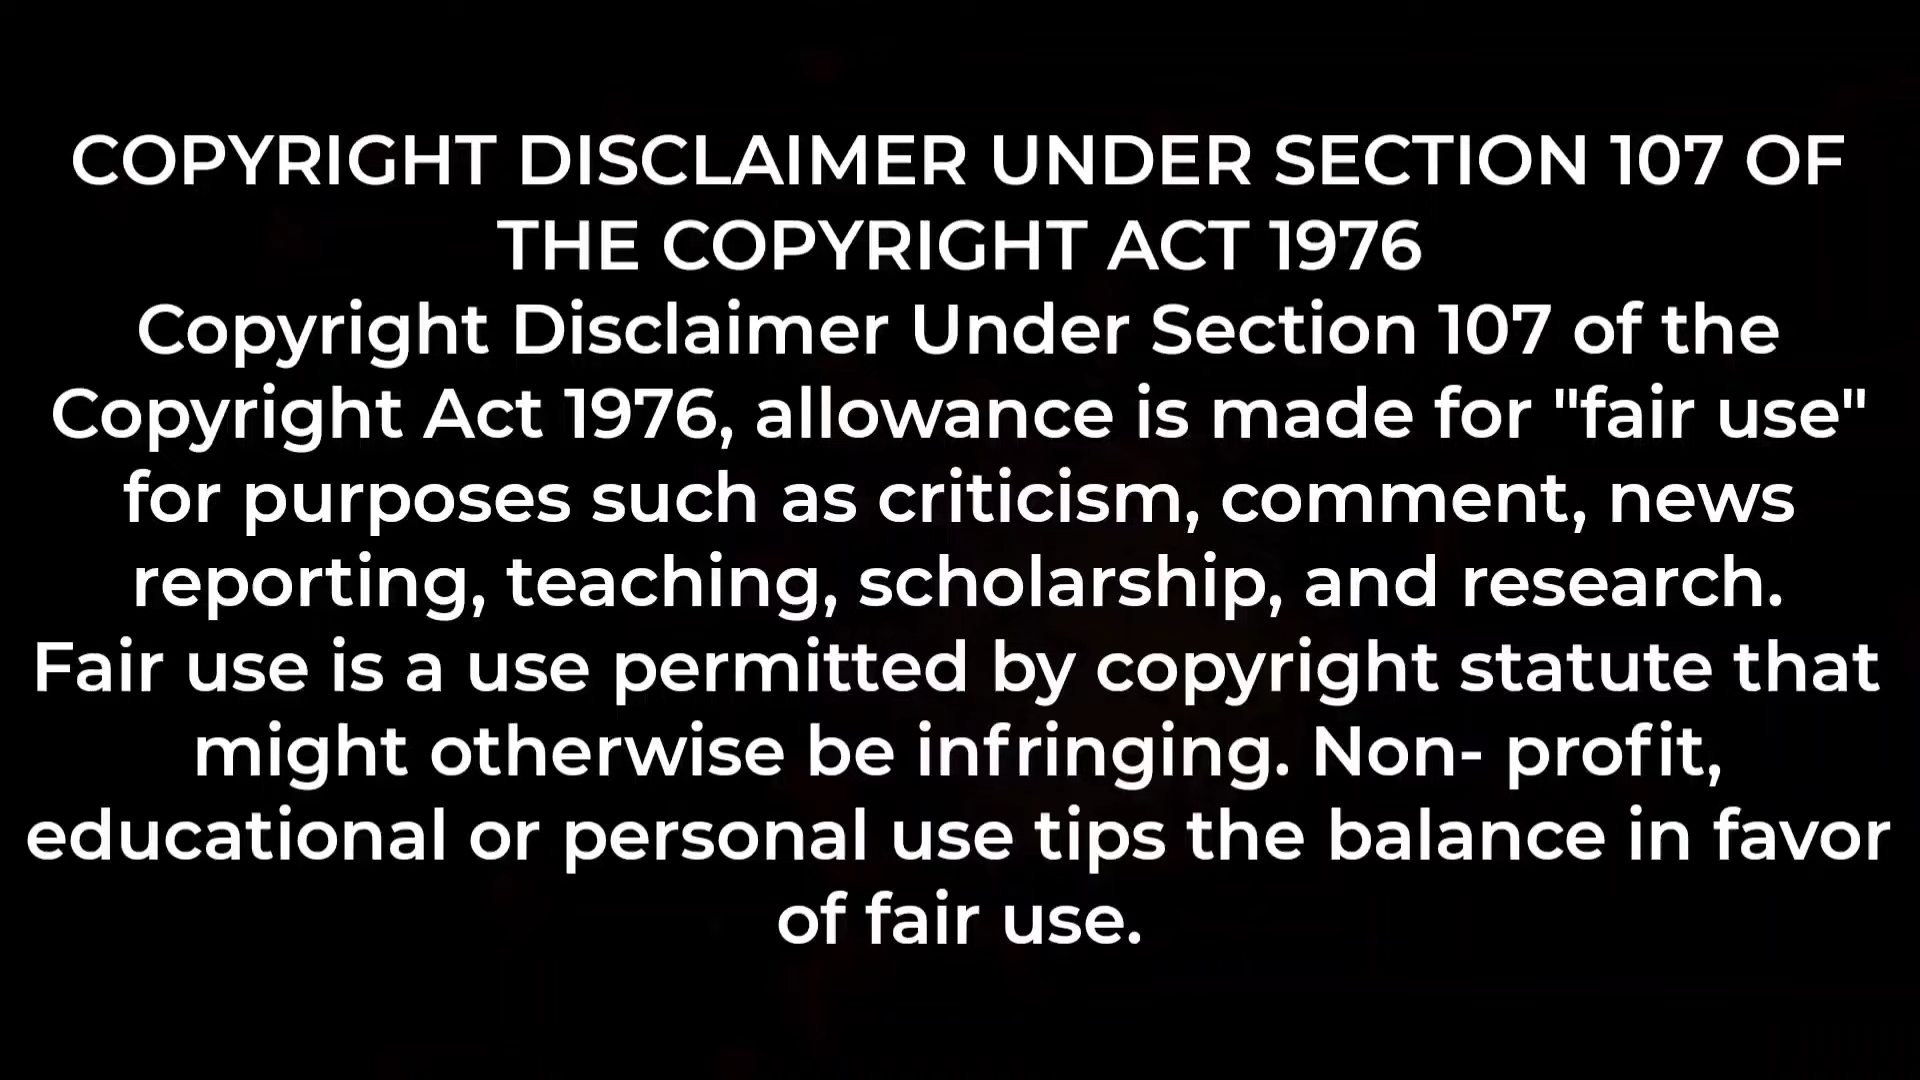 COPYRIGHT DISCLAIMER UNDER SECTION 107 OF
THE COPYRIGHT ACT 1976
Copyright Disclaimer Under Section 107 of the
Copyright Act 1976, allowance is made for "fair use"
for purposes such as criticism, comment, news
reporting, teaching, scholarship, and research.
Fair use is a use permitted by copyright statute that
might otherwise be infringing. Non- profit,
educational or personal use tips the balance in favor
of fair use.